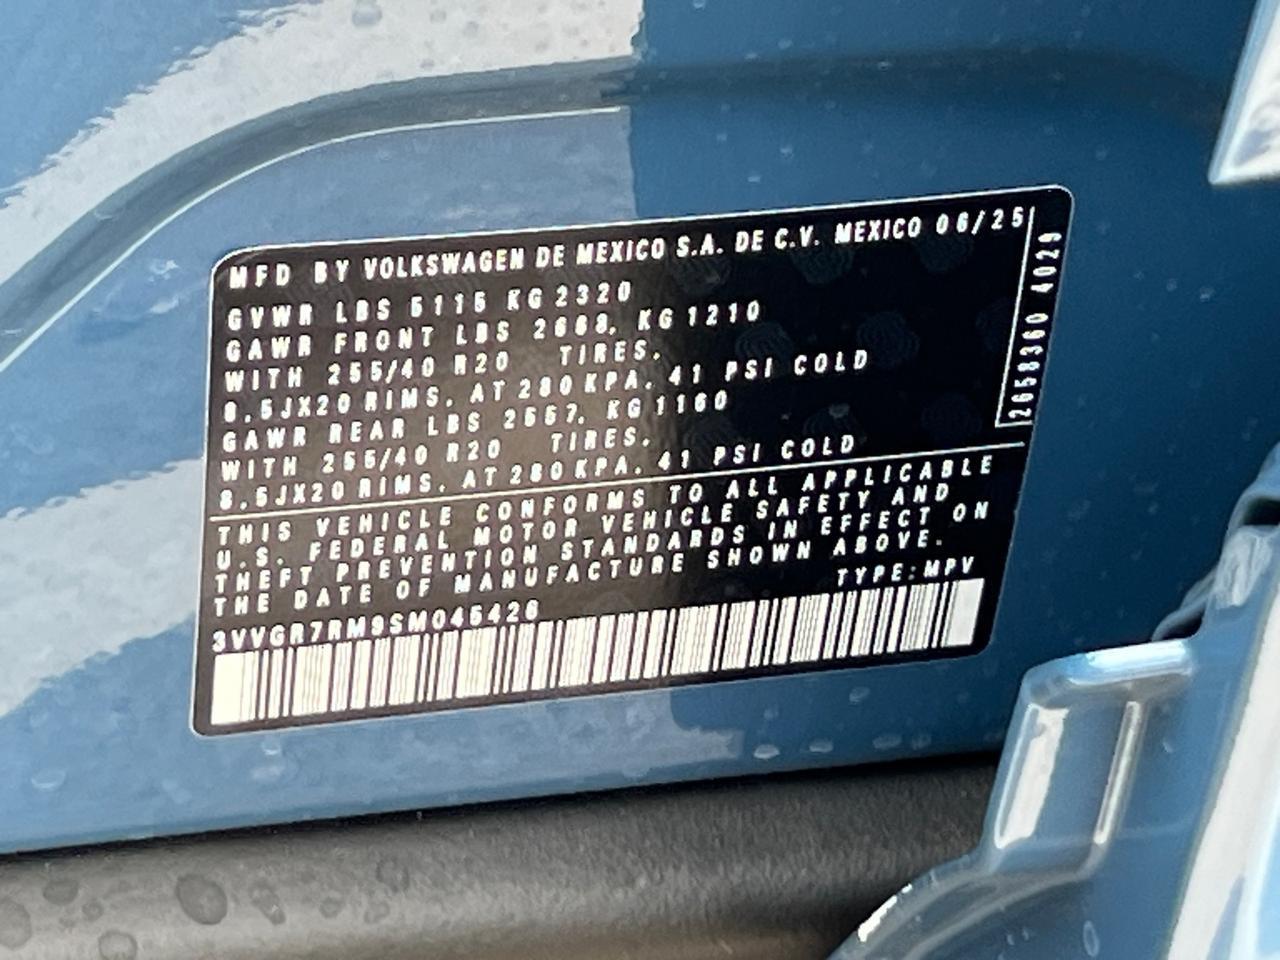 MFD BY VOLKSWAGEN DE MEXICO S.A. DE C.V. MEXICO 06/25
GVWR LBS 5115 KG 2320
GAWR FRONT LBS 2668, KG 1210
WITH 255/40 R20 TIRES.
8.5JX20 RIMS, AT 280 KPA. 41 PSI COLD
GAWR REAR LBS 2557, KG 1160
WITH 255/40 R20 TIRES.
8.5JX20 RIMS, AT 280 KPA. 41 PSI COLD
2658360 4029
THIS VEHICLE CONFORMS TO ALL APPLICABLE
U.S. FEDERAL MOTOR VEHICLE SAFETY AND
THEFT PREVENTION STANDARDS IN EFFECT ON
THE DATE OF MANUFACTURE SHOWN ABOVE.
TYPE:MPV
3VVGR7RM9SM045426